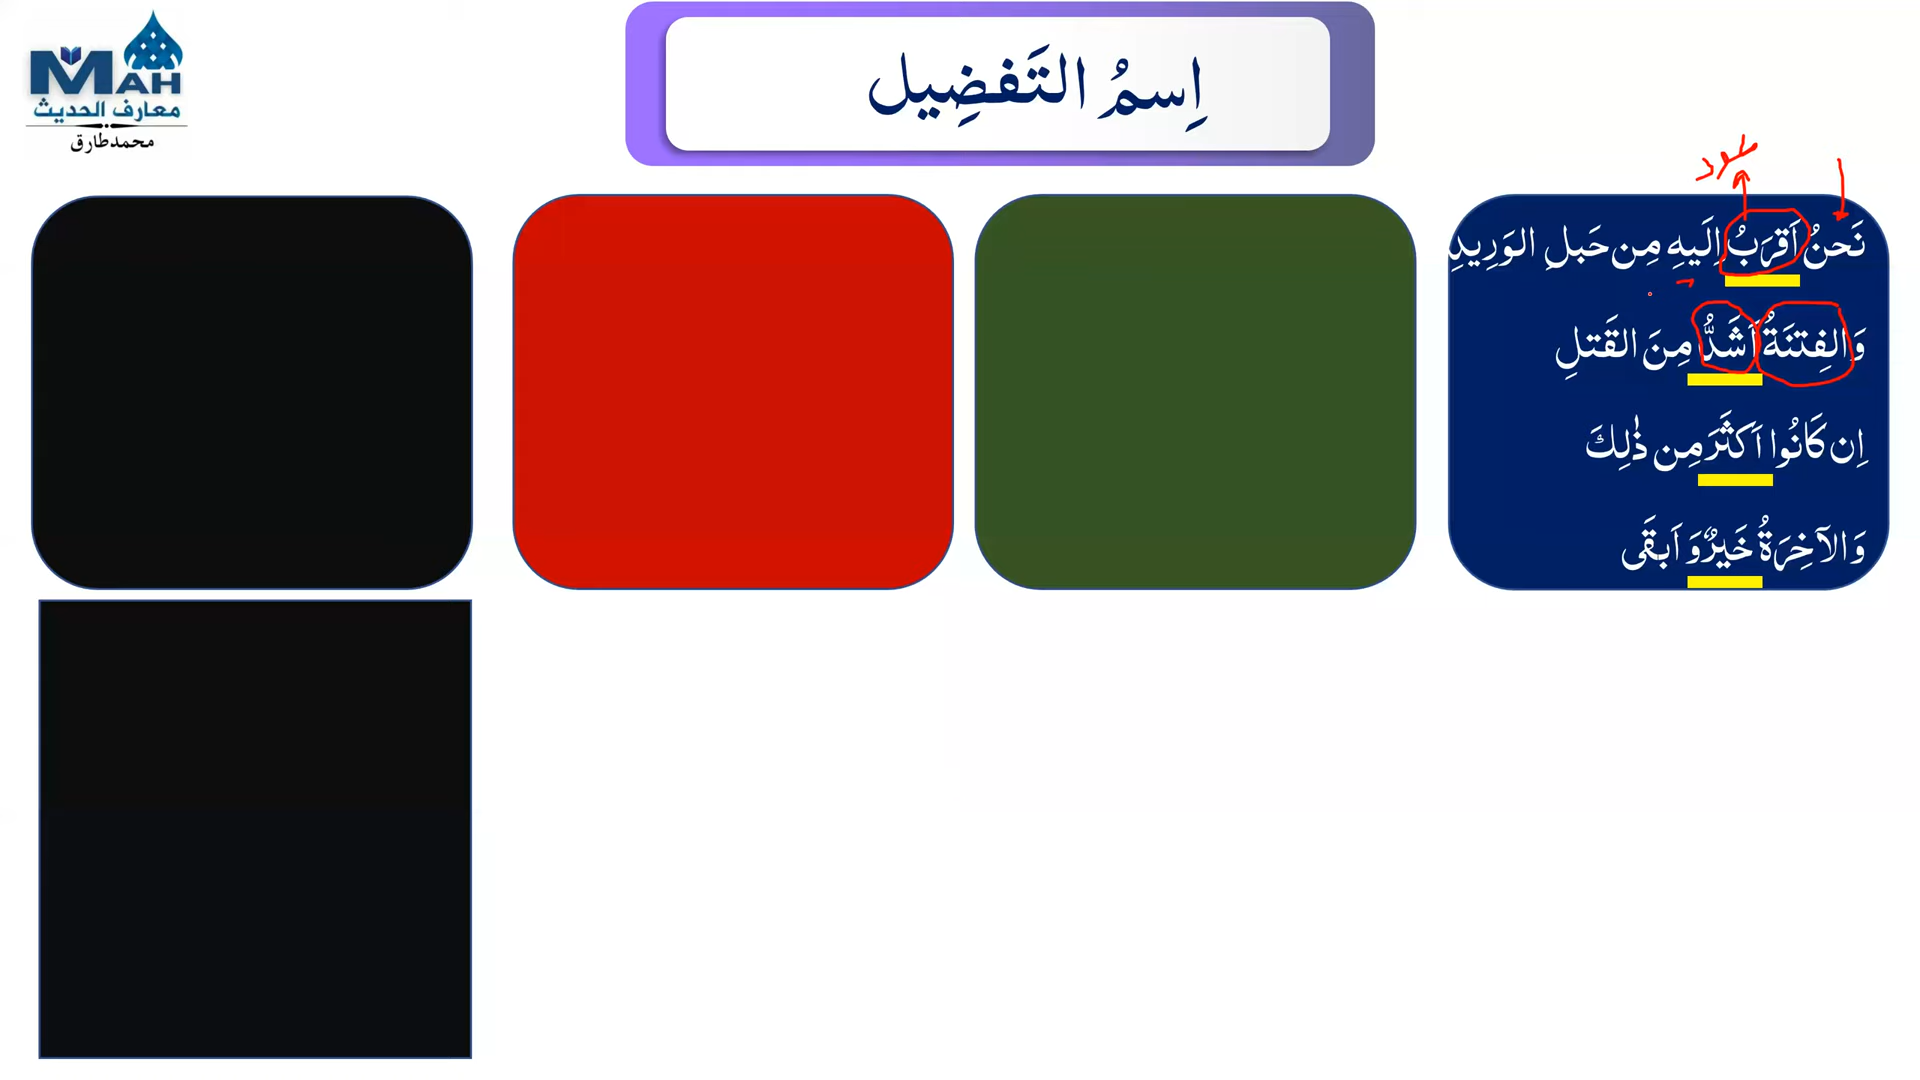 MAH
معارف الحديث
محمد طارق
اِسمُ التَفضِيل
نَحنُ اَقرَبُ اِلَيهِ مِن حَبلِ الوَرِيدِ
وَالفِتنَةُ اَشَدُّ مِنَ القَتلِ
اِن كَانُوا اَكثَرَ مِن ذٰلِكَ
وَالآخِرَةُ خَيرٌ وَ اَبقَى